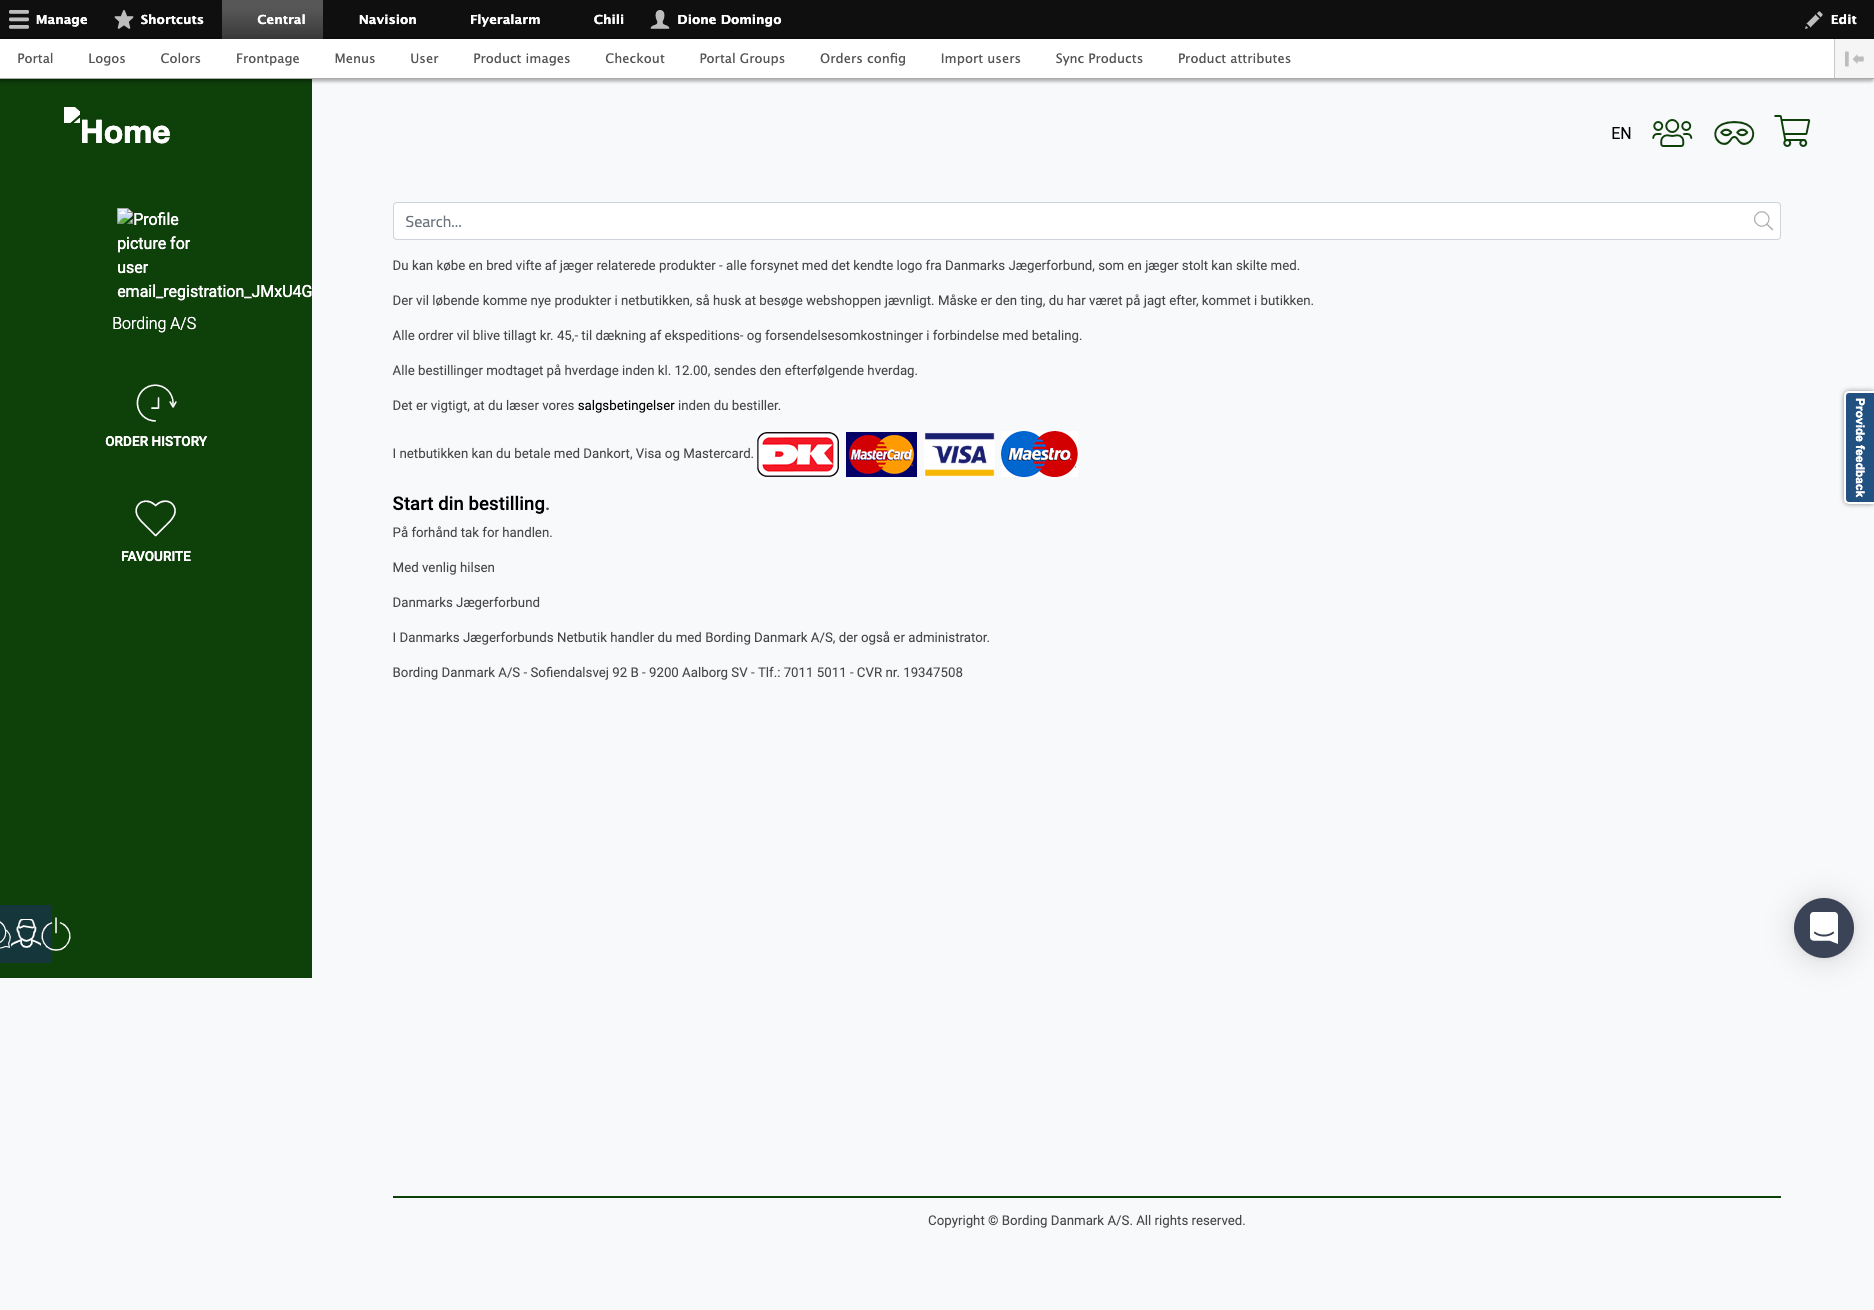 Manage Shortcuts Central Navision Flyeralarm Chili Dione Domingo Edit
Portal Logos Colors Frontpage Menus User Product images Checkout Portal Groups Orders config Import users Sync Products Product attributes
Home
EN
Profile
picture for
user
email_registration_JMxU4G
Bording A/S
ORDER HISTORY
FAVOURITE
Search...
Du kan købe en bred vifte af jæger relaterede produkter - alle forsynet med det kendte logo fra Danmarks Jægerforbund, som en jæger stolt kan skilte med.
Der vil løbende komme nye produkter i netbutikken, så husk at besøge webshoppen jævnligt. Måske er den ting, du har været på jagt efter, kommet i butikken.
Alle ordrer vil blive tillagt kr. 45,- til dækning af ekspeditions- og forsendelsesomkostninger i forbindelse med betaling.
Alle bestillinger modtaget på hverdage inden kl. 12.00, sendes den efterfølgende hverdag.
Det er vigtigt, at du læser vores salgsbetingelser inden du bestiller.
I netbutikken kan du betale med Dankort, Visa og Mastercard. DK MasterCard VISA Maestro
Start din bestilling.
På forhånd tak for handlen.
Med venlig hilsen
Danmarks Jægerforbund
I Danmarks Jægerforbunds Netbutik handler du med Bording Danmark A/S, der også er administrator.
Bording Danmark A/S - Sofiendalsvej 92 B - 9200 Aalborg SV - Tlf.: 7011 5011 - CVR nr. 19347508
Provide feedback
Copyright © Bording Danmark A/S. All rights reserved.